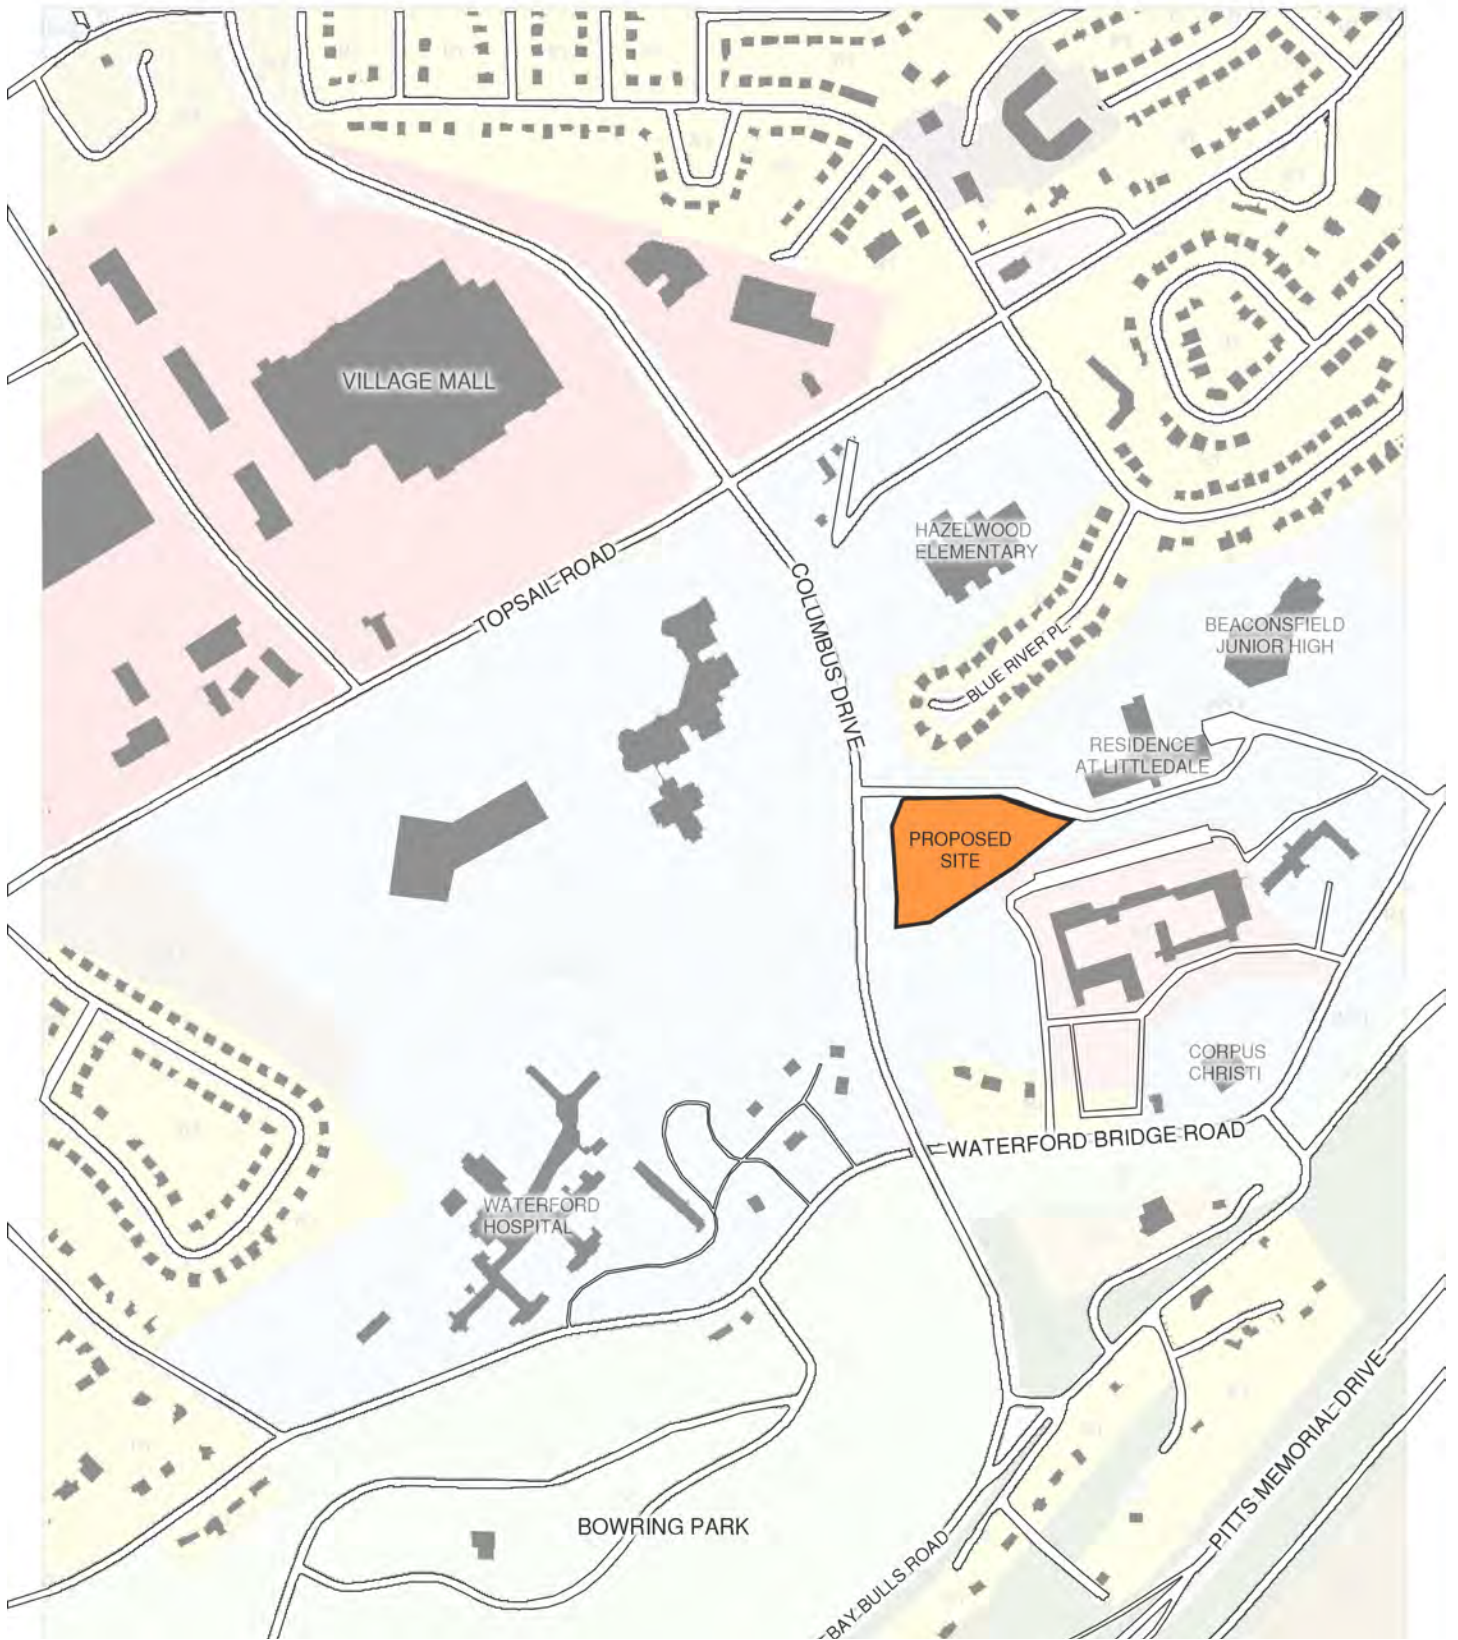 VILLAGE MALL
HAZELWOOD
ELEMENTARY
TOPSAIL ROAD
COLUMBUS DRIVE
BEACONSFIELD
JUNIOR HIGH
BLUE RIVER PL.
RESIDENCE
AT LITTLEDALE
PROPOSED
SITE
CORPUS
CHRISTI
WATERFORD BRIDGE ROAD
WATERFORD
HOSPITAL
BOWRING PARK
PITTS MEMORIAL DRIVE
BAY BULLS ROAD